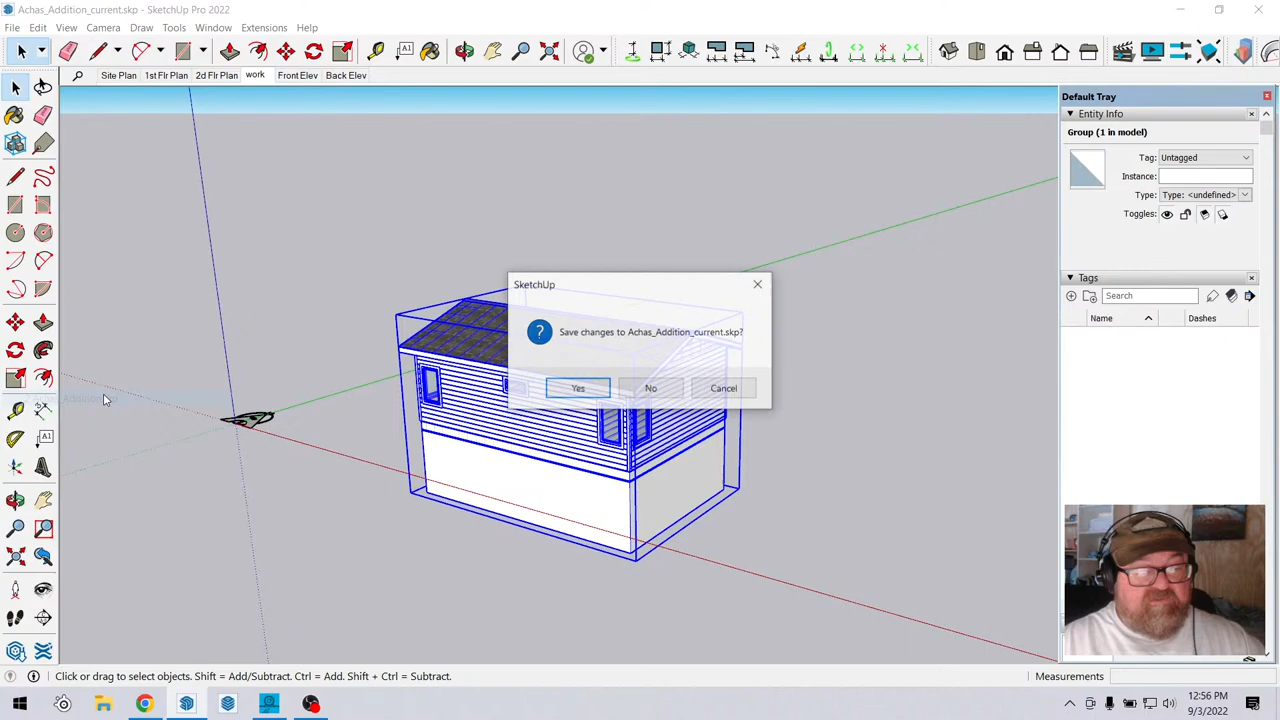 Achas_Addition_current.skp - SketchUp Pro 2022
File Edit View Camera Draw Tools Window Extensions Help
Site Plan 1st Flr Plan 2d Flr Plan work Front Elev Back Elev
Default Tray
Entity Info
Group (1 in model)
Tag: Untagged
Instance:
Type: Type: <undefined>
Toggles:
Tags
Search
Name Dashes
SketchUp
Save changes to Achas_Addition_current.skp?
Yes No Cancel
A1
A1
Click or drag to select objects. Shift = Add/Subtract. Ctrl = Add. Shift + Ctrl = Subtract.
Measurements
12:56 PM
9/3/2022